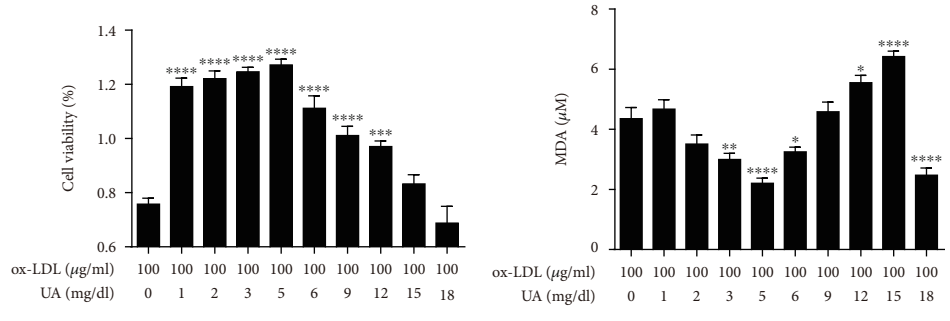 1.4
1.2
1.0
0.8
0.6
Cell viability (%)
**** **** **** **** **** **** ***
ox-LDL (μg/ml) 100 100 100 100 100 100 100 100 100 100
UA (mg/dl) 0 1 2 3 5 6 9 12 15 18
8
6
4
2
0
MDA (μM)
** **** * * **** ****
ox-LDL (μg/ml) 100 100 100 100 100 100 100 100 100 100
UA (mg/dl) 0 1 2 3 5 6 9 12 15 18